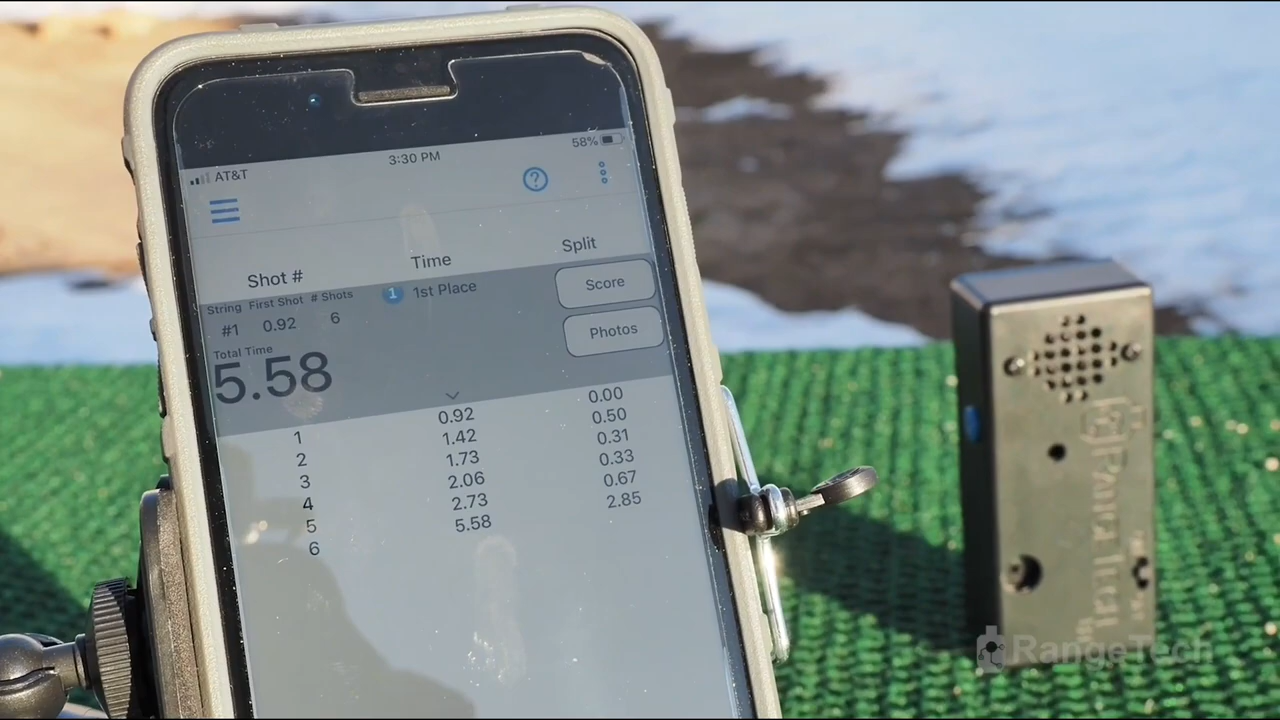 AT&T 3:30 PM 58%
?
Shot # Time Split
String First Shot # Shots 1 1st Place Score
#1 0.92 6
Photos
Total Time
5.58
1 0.92 0.00
2 1.42 0.50
3 1.73 0.31
4 2.06 0.33
5 2.73 0.67
6 5.58 2.85
RangeTech